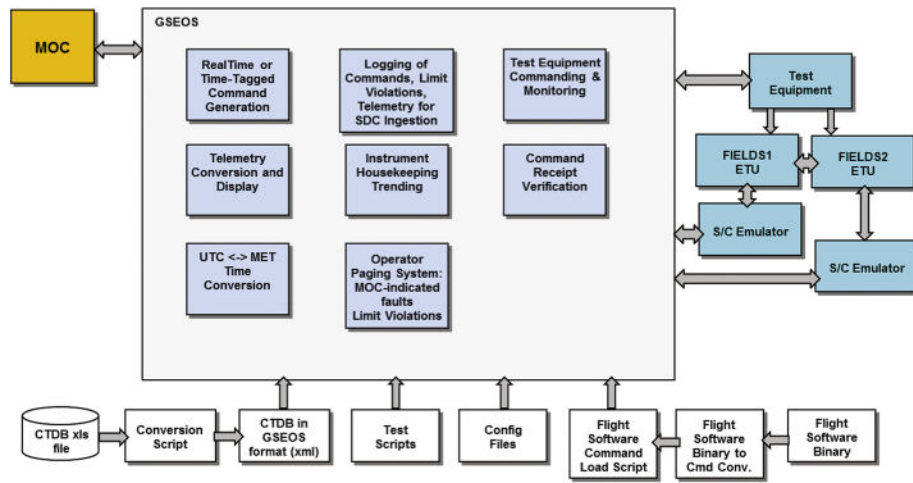 GSEOS
MOC
RealTime or
Time-Tagged
Command
Generation
Logging of
Commands, Limit
Violations,
Telemetry for
SDC Ingestion
Test Equipment
Commanding &
Monitoring
Test
Equipment
Telemetry
Conversion and
Display
Instrument
Housekeeping
Trending
Command
Receipt
Verification
FIELDS1
ETU
FIELDS2
ETU
S/C Emulator
S/C Emulator
UTC <-> MET
Time
Conversion
Operator
Paging System:
MOC-indicated
faults
Limit Violations
CTDB xls
file
Conversion
Script
CTDB in
GSEOS
format (xml)
Test
Scripts
Config
Files
Flight
Software
Command
Load Script
Flight
Software
Binary to
Cmd Conv.
Flight
Software
Binary